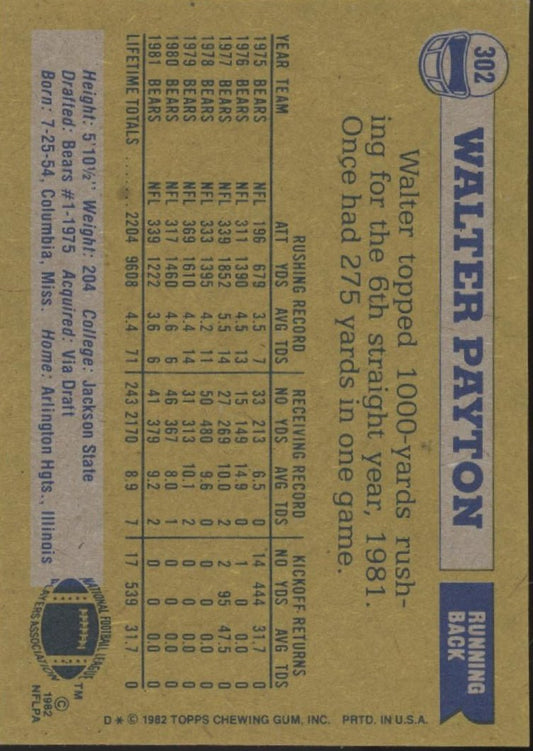 302
WALTER PAYTON
RUNNING
BACK
Walter topped 1000-yards rush-
ing for the 6th straight year, 1981.
Once had 275 yards in one game.
RUSHING RECORD RECEIVING RECORD KICKOFF RETURNS
YEAR TEAM ATT YDS AVG TDS NO YDS AVG TDS NO YDS AVG TDS
1975 BEARS NFL 196 679 3.5 7 33 213 6.5 0 14 444 31.7 0
1976 BEARS NFL 311 1390 4.5 13 15 149 14.9 0 1 0 0.0 0
1977 BEARS NFL 339 1852 5.5 14 27 269 10.0 2 2 95 47.5 0
1978 BEARS NFL 333 1395 4.2 11 50 480 9.6 0 0 0 0.0 0
1979 BEARS NFL 369 1610 4.4 14 31 313 10.1 2 0 0 0.0 0
1980 BEARS NFL 317 1460 4.6 6 46 367 8.0 1 0 0 0.0 0
1981 BEARS NFL 339 1222 3.6 6 41 379 9.2 2 0 0 0.0 0
LIFETIME TOTALS ........ 2204 9608 4.4 71 243 2170 8.9 7 17 539 31.7 0
Height: 5'10½" Weight: 204 College: Jackson State
Drafted: Bears #1-1975 Acquired: Via Draft
Born: 7-25-54, Columbia, Miss. Home: Arlington Hgts., Illinois
NATIONAL FOOTBALL LEAGUE
PLAYERS ASSOCIATION
TM
©
1982
NFLPA
D * © 1982 TOPPS CHEWING GUM, INC. PRTD. IN U.S.A.